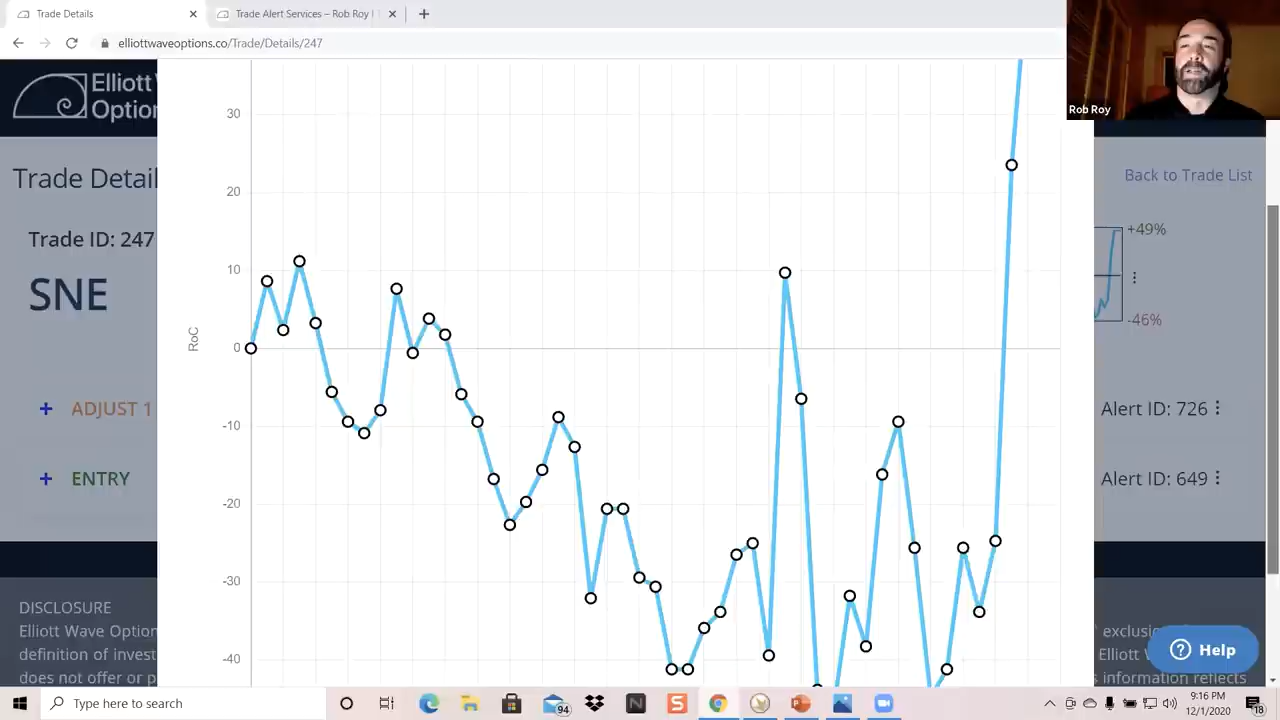 Trade Details
Trade Alert Services – Rob Roy
elliottwaveoptions.co/Trade/Details/247
Rob Roy
Elliott W
Option
Trade Detail
Back to Trade List
Trade ID: 247
SNE
+49%
-46%
+ ADJUST 1
Alert ID: 726
+ ENTRY
Alert ID: 649
RoC
30
20
10
0
-10
-20
-30
-40
DISCLOSURE
Elliott Wave Option
exclusi
definition of invest
Elliott W
does not offer or p
s information reflects
Help
Type here to search
94
9:16 PM
12/1/2020
18